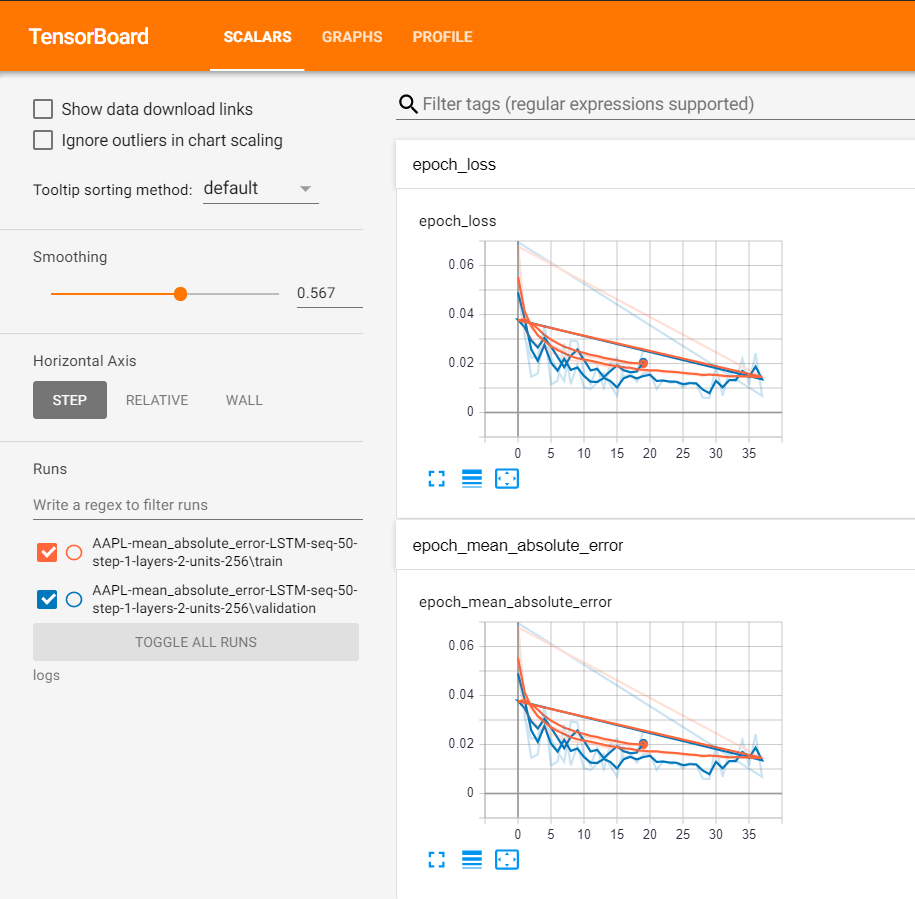 TensorBoard
SCALARS GRAPHS PROFILE
Show data download links
Ignore outliers in chart scaling
Tooltip sorting method: default
Smoothing
0.567
Horizontal Axis
STEP RELATIVE WALL
Runs
Write a regex to filter runs
AAPL-mean_absolute_error-LSTM-seq-50-
step-1-layers-2-units-256\train
AAPL-mean_absolute_error-LSTM-seq-50-
step-1-layers-2-units-256\validation
TOGGLE ALL RUNS
logs
Filter tags (regular expressions supported)
epoch_loss
epoch_loss
0.06
0.04
0.02
0
0 5 10 15 20 25 30 35
epoch_mean_absolute_error
epoch_mean_absolute_error
0.06
0.04
0.02
0
0 5 10 15 20 25 30 35